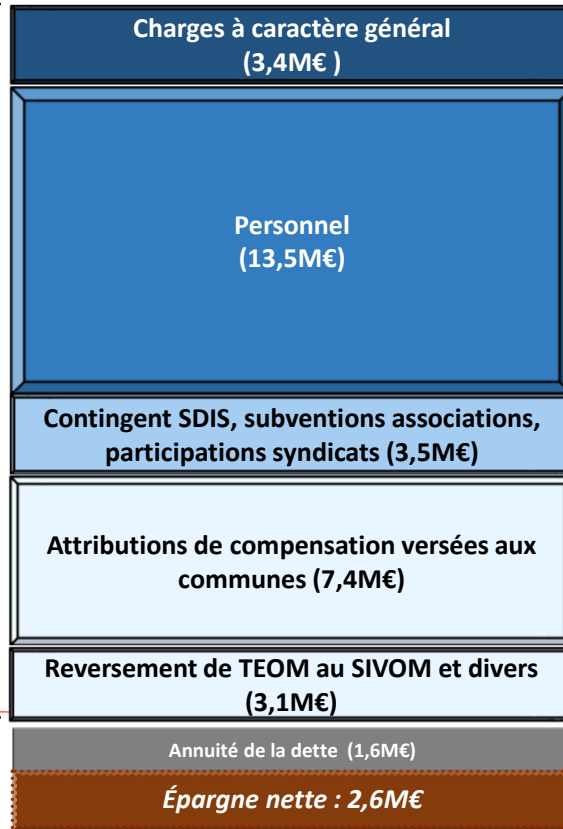 Charges à caractère général
(3,4M€ )
Personnel
(13,5M€)
Contingent SDIS, subventions associations,
participations syndicats (3,5M€)
Attributions de compensation versées aux
communes (7,4M€)
Reversement de TEOM au SIVOM et divers
(3,1M€)
Annuité de la dette (1,6M€)
Épargne nette : 2,6M€